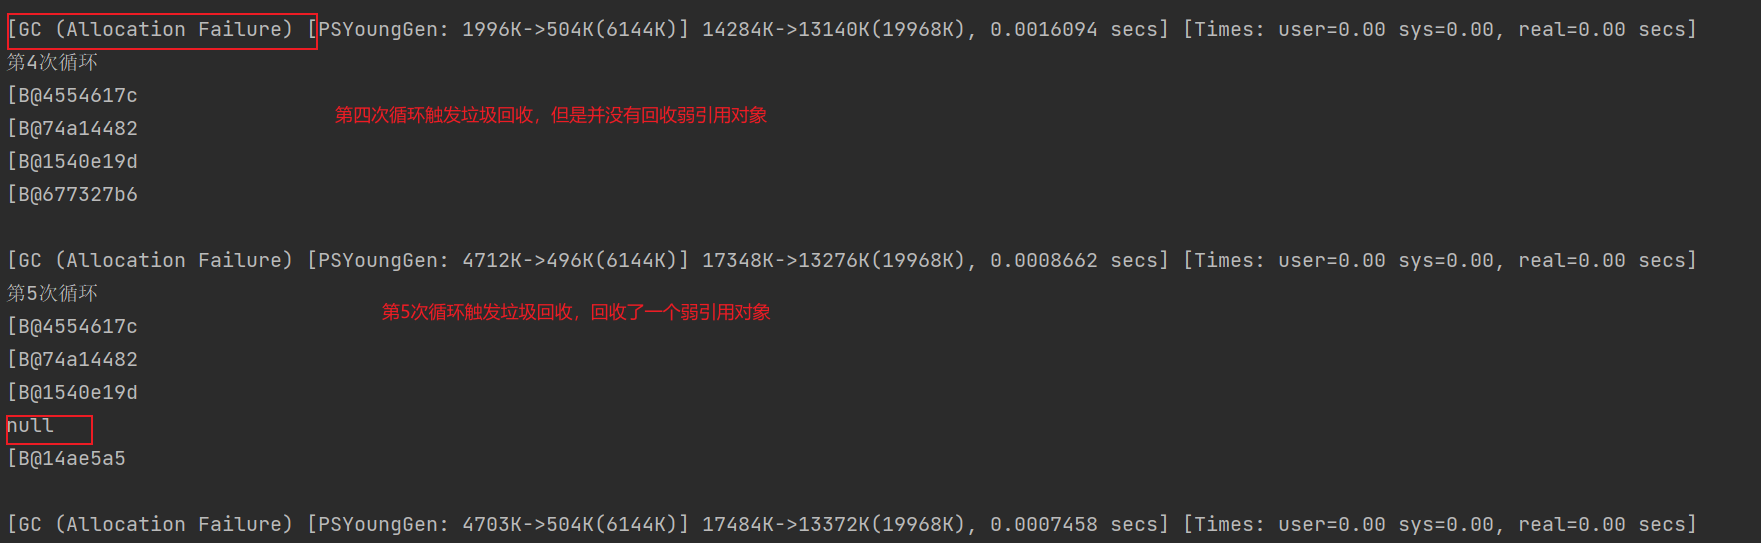 [GC (Allocation Failure) [PSYoungGen: 1996K->504K(6144K)] 14284K->13140K(19968K), 0.0016094 secs] [Times: user=0.00 sys=0.00, real=0.00 secs]
第4次循环
[B@4554617c
第四次循环触发垃圾回收，但是并没有回收弱引用对象
[B@74a14482
[B@1540e19d
[B@677327b6
[GC (Allocation Failure) [PSYoungGen: 4712K->496K(6144K)] 17348K->13276K(19968K), 0.0008662 secs] [Times: user=0.00 sys=0.00, real=0.00 secs]
第5次循环
第5次循环触发垃圾回收，回收了一个弱引用对象
[B@4554617c
[B@74a14482
[B@1540e19d
null
[B@14ae5a5
[GC (Allocation Failure) [PSYoungGen: 4703K->504K(6144K)] 17484K->13372K(19968K), 0.0007458 secs] [Times: user=0.00 sys=0.00, real=0.00 secs]